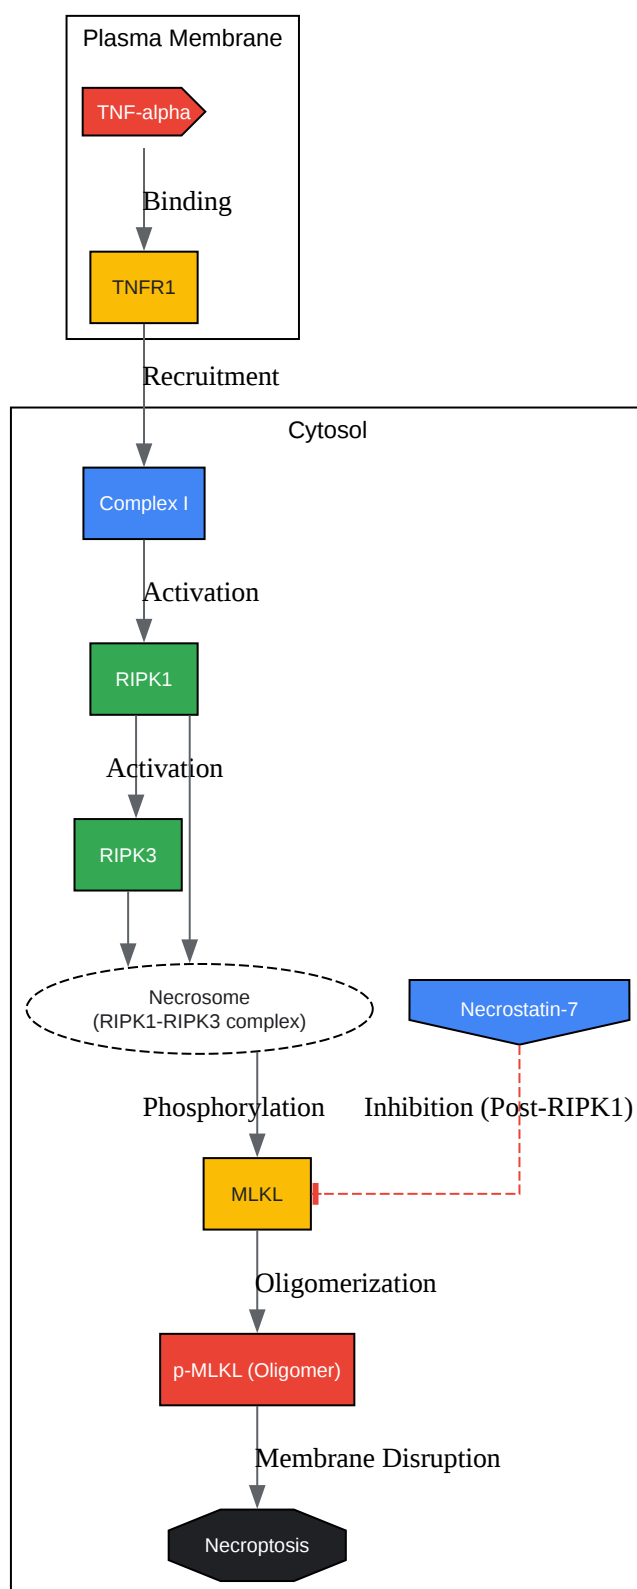 Plasma Membrane
TNF-alpha
Binding
TNFR1
Recruitment
Cytosol
Complex I
Activation
RIPK1
Activation
RIPK3
Necrosome
(RIPK1-RIPK3 complex)
Necrostatin-7
Phosphorylation
Inhibition (Post-RIPK1)
MLKL
Oligomerization
p-MLKL (Oligomer)
Membrane Disruption
Necroptosis